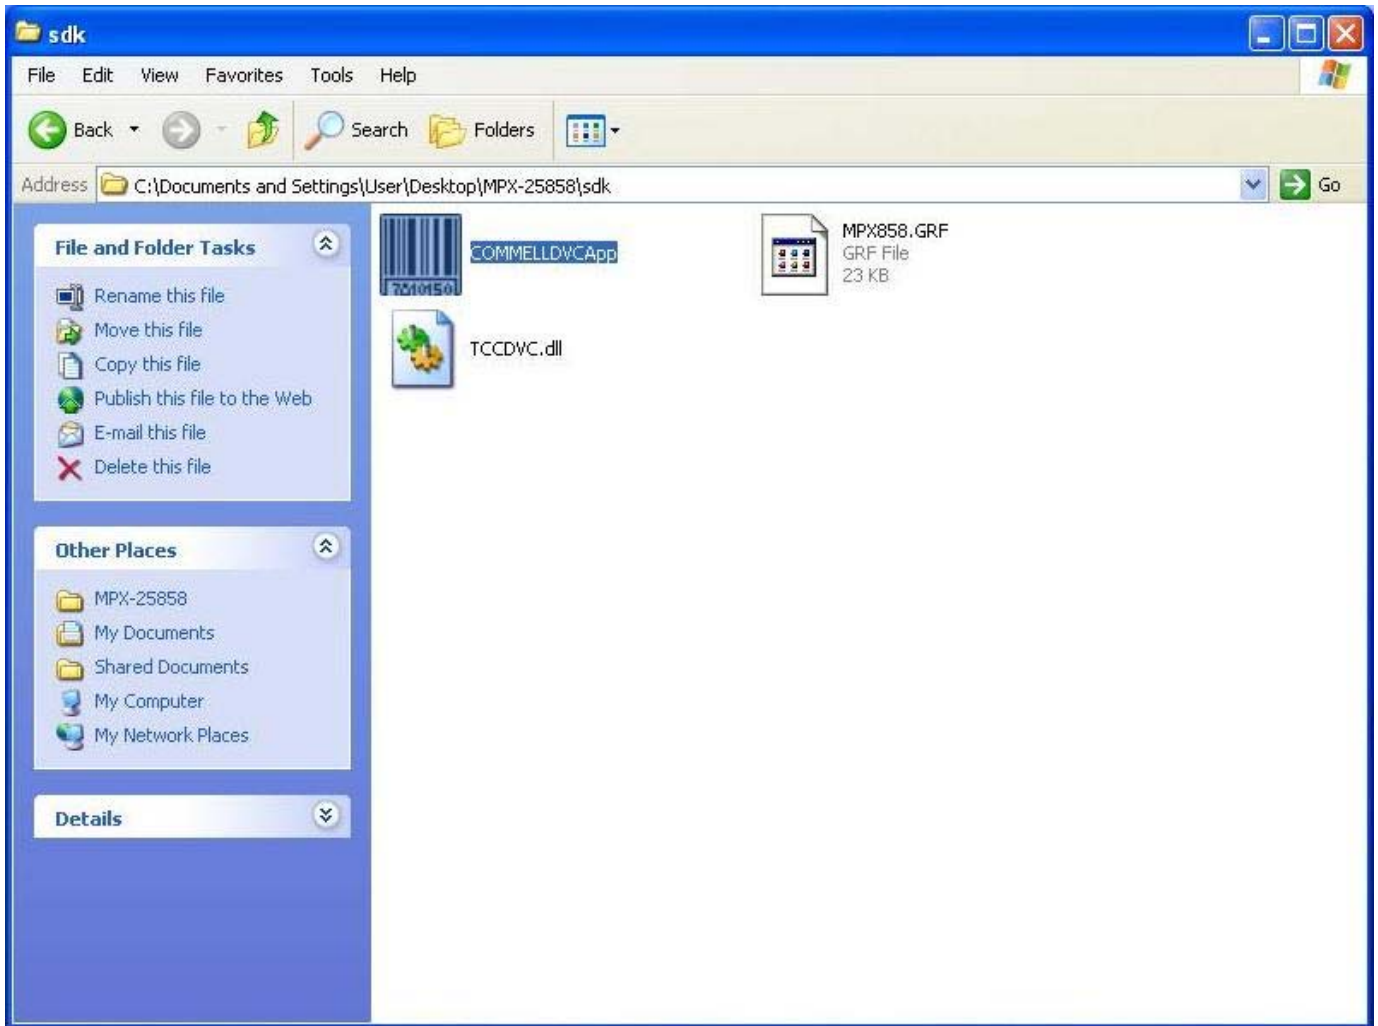 sdk
File Edit View Favorites Tools Help
Back Search Folders
Address C:\Documents and Settings\User\Desktop\MPX-25858\sdk Go
File and Folder Tasks
Rename this file
Move this file
Copy this file
Publish this file to the Web
E-mail this file
Delete this file
Other Places
MPX-25858
My Documents
Shared Documents
My Computer
My Network Places
Details
COMMELLDVCApp
7010150
MPX858.GRF
GRF File
23 KB
TCCDVC.dll